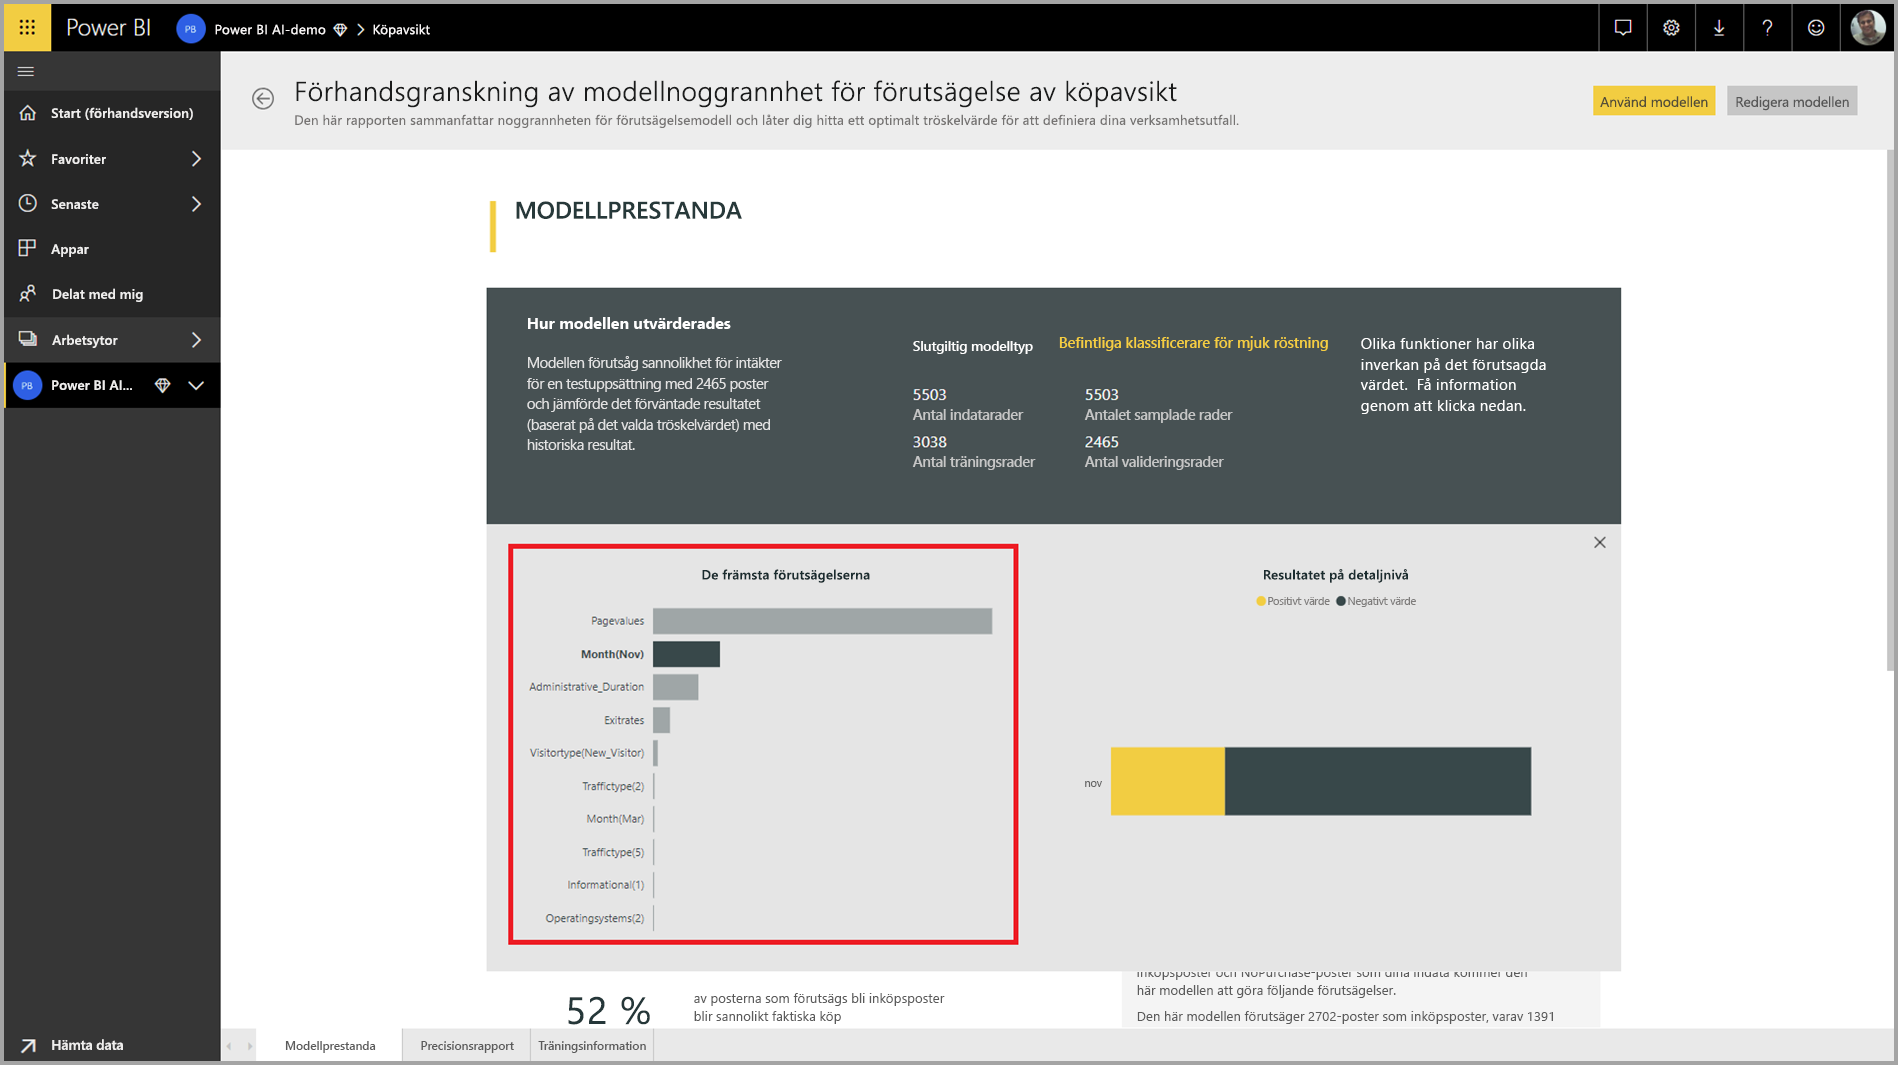 Power BI
PB Power BI AI-demo Köpavsikt
Start (förhandsversion)
Favoriter
Senaste
Appar
Delat med mig
Arbetsytor
PB Power BI AI...
Hämta data
Förhandsgranskning av modellnoggrannhet för förutsägelse av köpavsikt
Den här rapporten sammanfattar noggrannheten för förutsägelsemodell och låter dig hitta ett optimalt tröskelvärde för att definiera dina verksamhetsutfall.
Använd modellen
Redigera modellen
MODELLPRESTANDA
Hur modellen utvärderades
Modellen förutsåg sannolikhet för intäkter
för en testuppsättning med 2465 poster
och jämförde det förväntade resultatet
(baserat på det valda tröskelvärdet) med
historiska resultat.
Slutgiltig modelltyp
Befintliga klassificerare för mjuk röstning
5503
Antal indatarader
5503
Antalet samplade rader
3038
Antal träningsrader
2465
Antal valideringsrader
Olika funktioner har olika
inverkan på det förutsagda
värdet. Få information
genom att klicka nedan.
De främsta förutsägelserna
Pagevalues
Month(Nov)
Administrative_Duration
Exitrates
Visitortype(New_Visitor)
Traffictype(2)
Month(Mar)
Traffictype(5)
Informational(1)
Operatingsystems(2)
Resultatet på detaljnivå
Positivt värde Negativt värde
nov
52 %
av posterna som förutsägs bli inköpsposter
blir sannolikt faktiska köp
inköpsposter och NoPurchase-poster som dina indata kommer den
här modellen att göra följande förutsägelser.
Den här modellen förutsäger 2702-poster som inköpsposter, varav 1391
Modellprestanda
Precisionsrapport
Träningsinformation